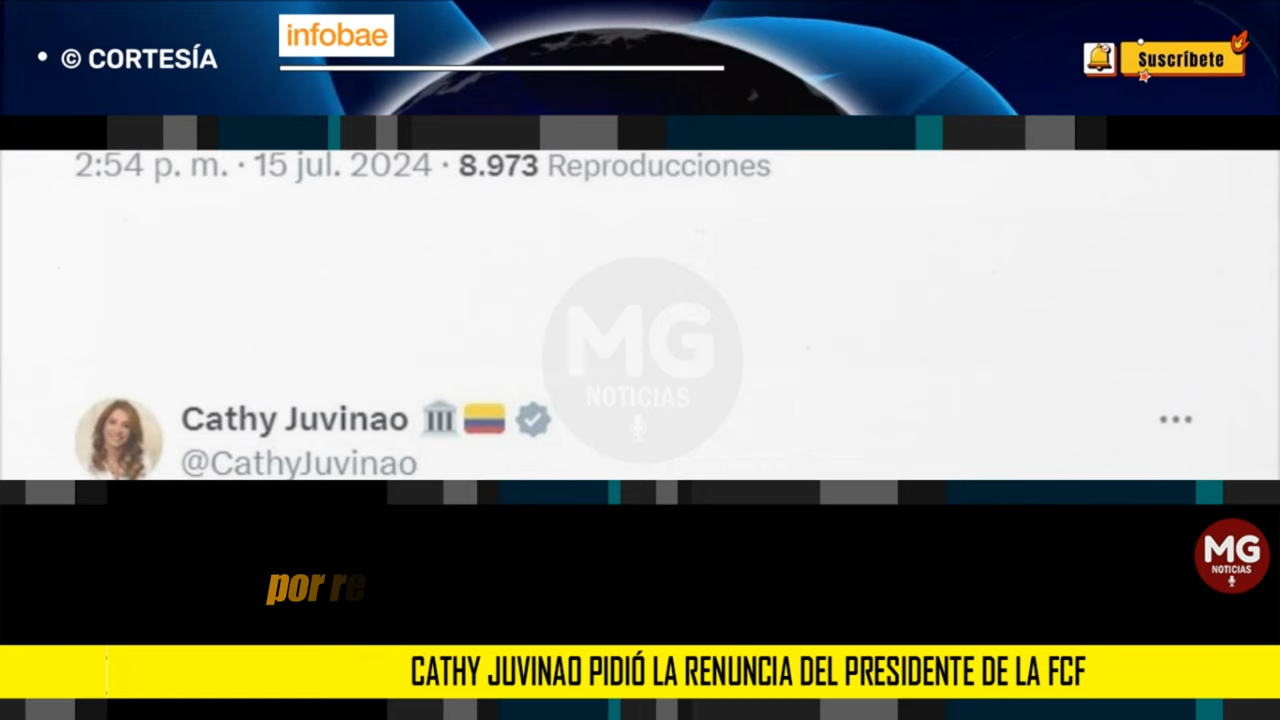 infobae
• © CORTESÍA
Suscríbete
2:54 p. m. · 15 jul. 2024 · 8.973 Reproducciones
MG
NOTICIAS
Cathy Juvinao
@CathyJuvinao
MG
NOTICIAS
por re
CATHY JUVINAO PIDIÓ LA RENUNCIA DEL PRESIDENTE DE LA FCF